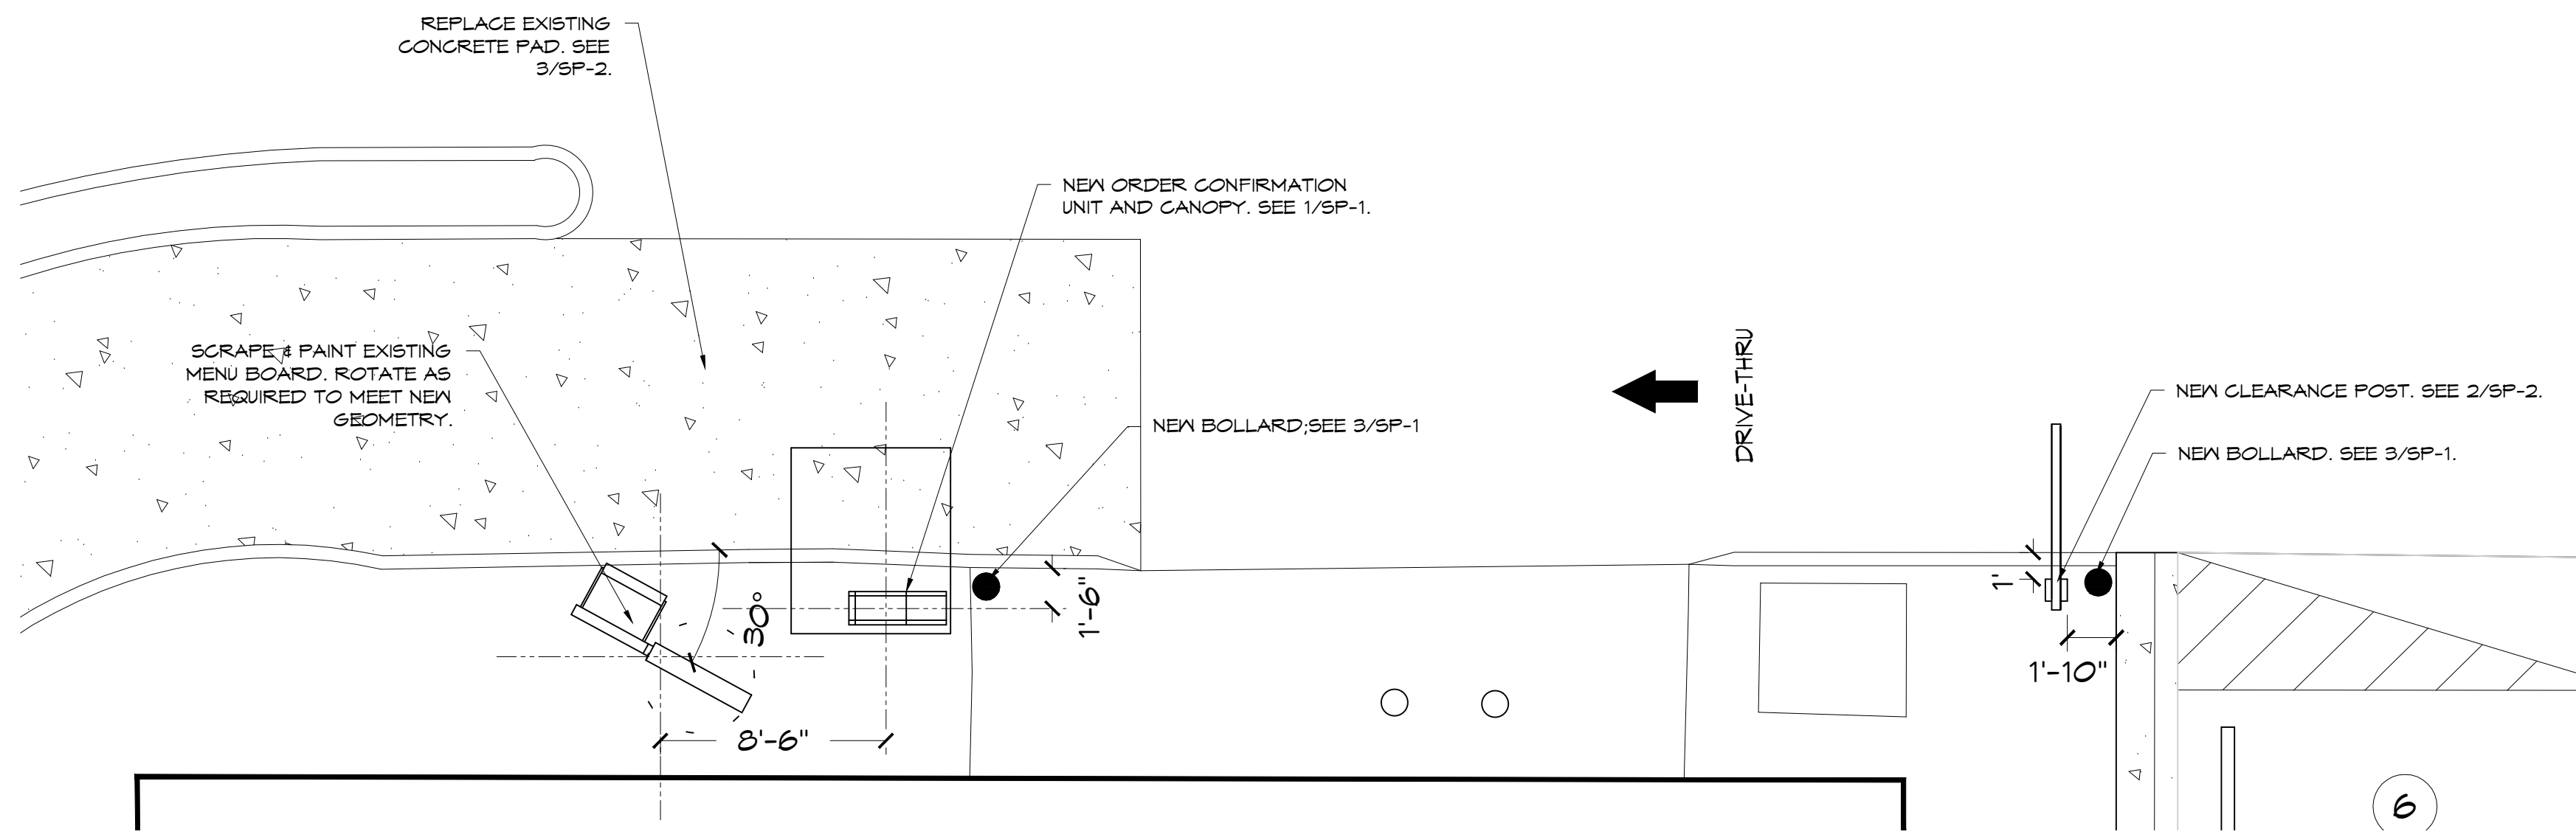 REPLACE EXISTING
CONCRETE PAD. SEE
3/SP-2.
NEW ORDER CONFIRMATION
UNIT AND CANOPY. SEE 1/SP-1.
SCRAPE & PAINT EXISTING
MENU BOARD. ROTATE AS
REQUIRED TO MEET NEW
GEOMETRY.
NEW BOLLARD;SEE 3/SP-1
DRIVE-THRU
NEW CLEARANCE POST. SEE 2/SP-2.
NEW BOLLARD. SEE 3/SP-1.
30°
1'-6"
1'
1'-10"
8'-6"
6